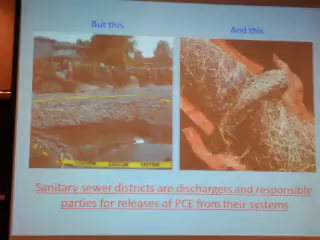 But this
And this
Sanitary sewer districts are dischargers and responsible
parties for releases of PCE from their systems